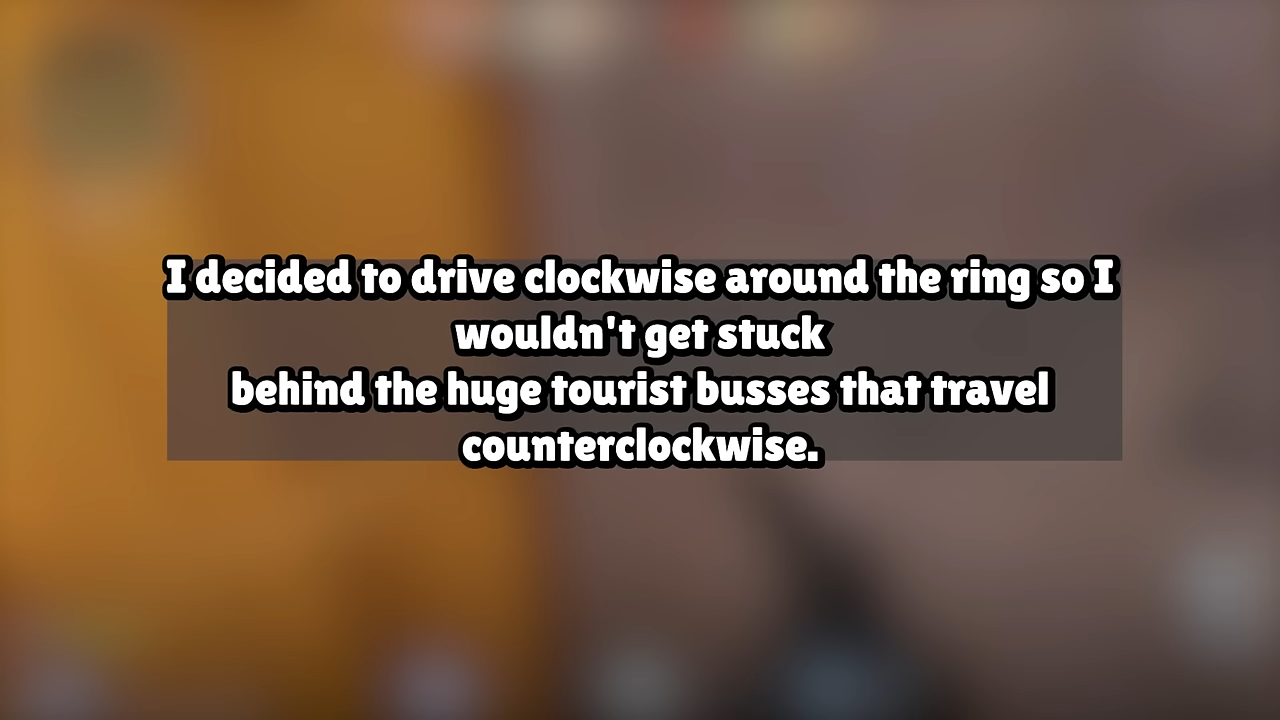 I decided to drive clockwise around the ring so I
wouldn't get stuck
behind the huge tourist busses that travel
counterclockwise.